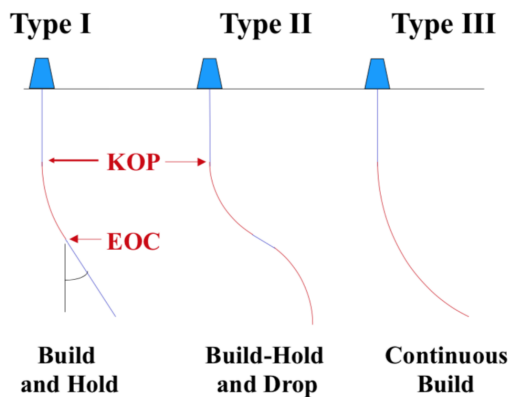 Type I
Type II
Type III
KOP
EOC
Build
and Hold
Build-Hold
and Drop
Continuous
Build